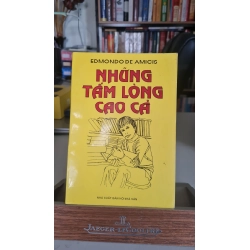 EDMONDO DE AMICIS
NHỮNG
TẤM LÒNG
CAO CẢ